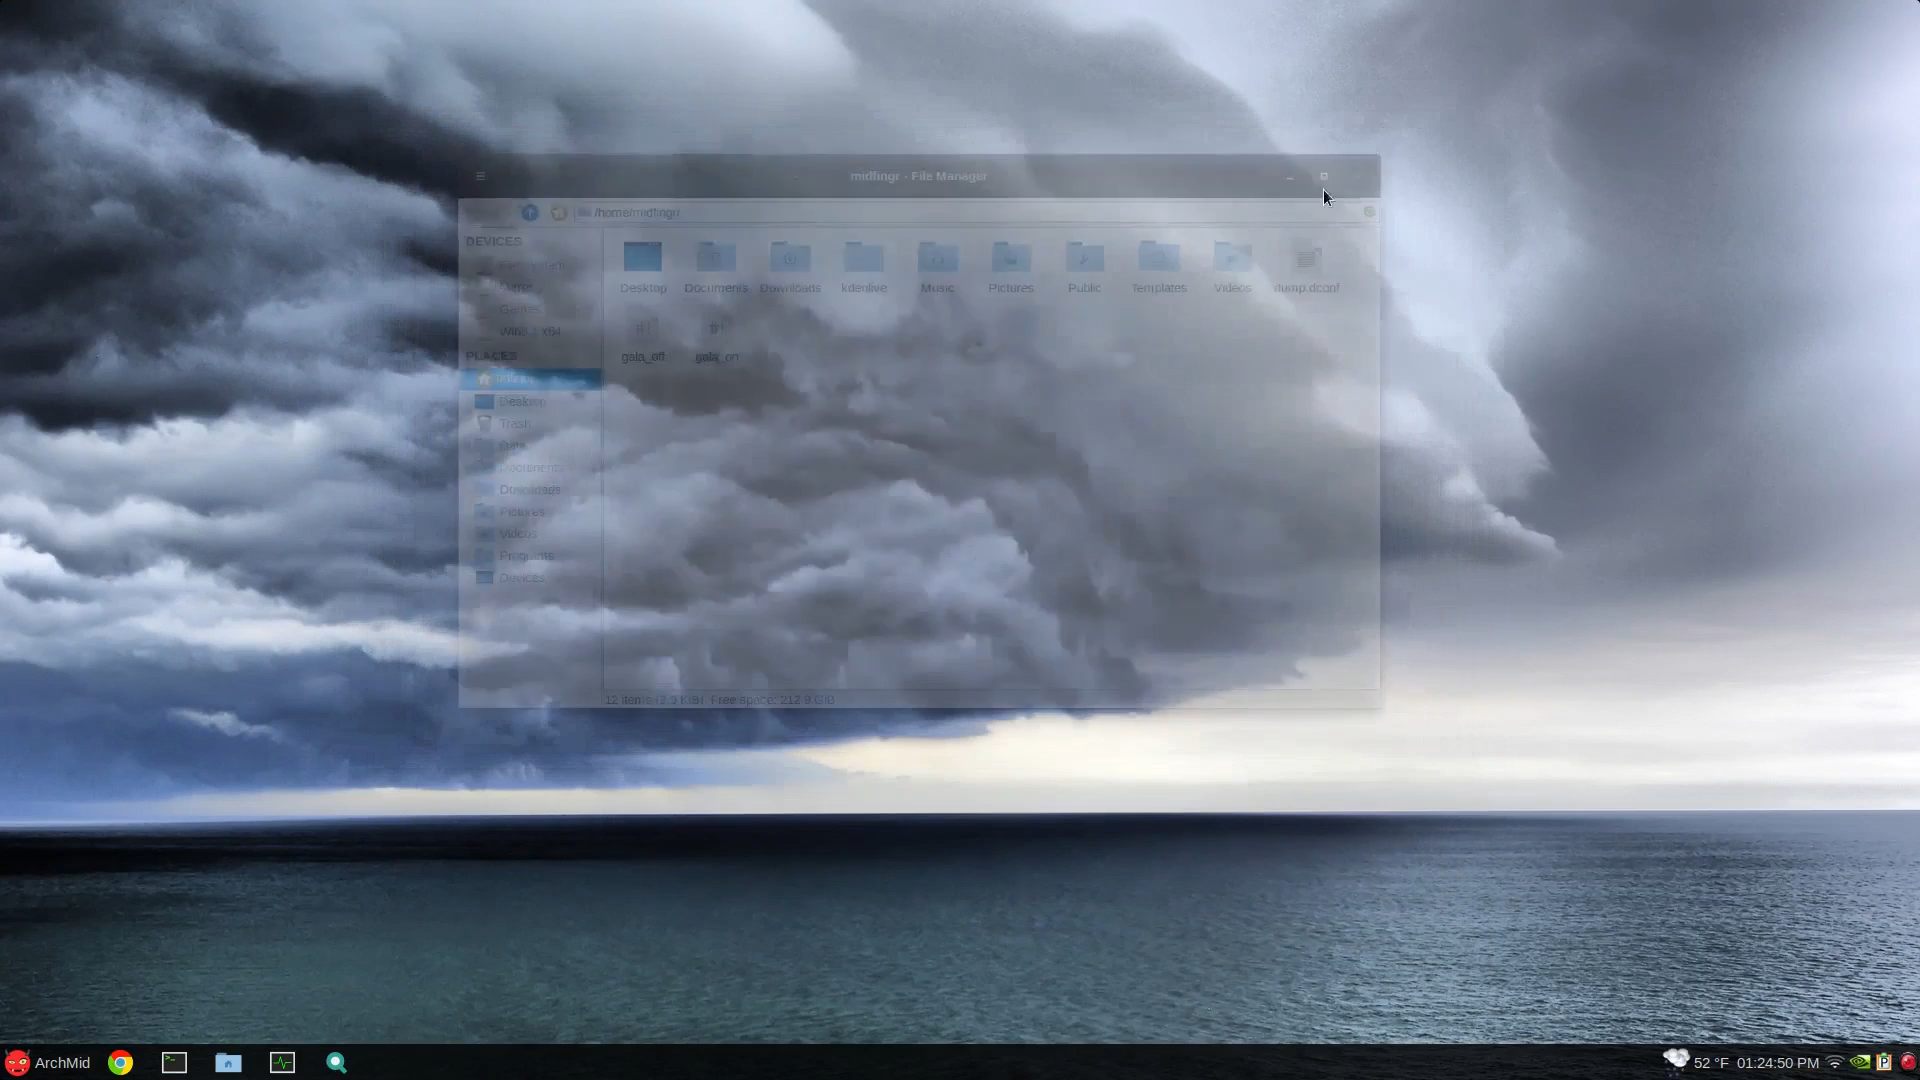 midfingr - File Manager
/home/midfingr
DEVICES
Games
Win8.1 x64
PLACES
midfingr
Desktop
Trash
Documents
Downloads
Pictures
Videos
Programs
Devices
Desktop Documents Downloads kdenlive Music Pictures Public Templates Videos dump.dconf
gala_off gala_on
12 items (2.9 KiB), Free space: 212.9 GiB
ArchMid
52 °F 01:24:50 PM